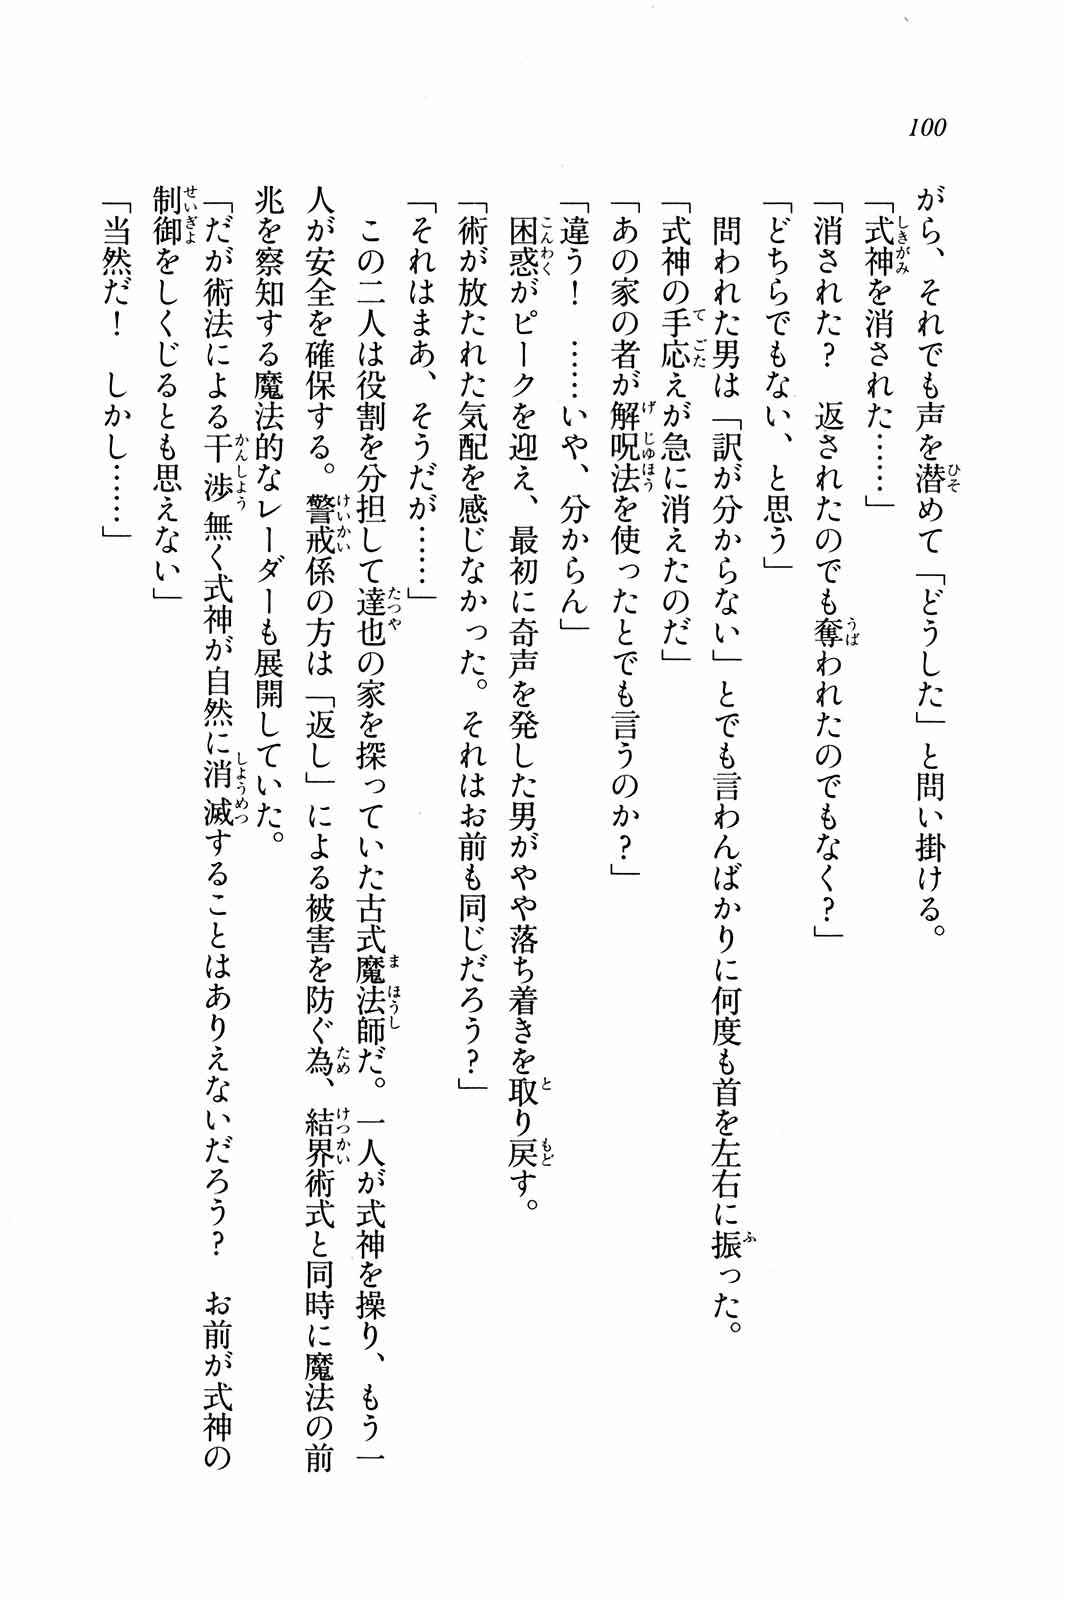 100
がら、それでも声を潜めて「どうした」と問い掛ける。
「式神を消された……」
「消された？　返されたのでも奪われたのでもなく？」
「どちらでもない、と思う」
問われた男は「訳が分からない」とでも言わんばかりに何度も首を左右に振った。
「式神の手応えが急に消えたのだ」
「あの家の者が解呪法を使ったとでも言うのか？」
「違う！　……いや、分からん」
困惑がピークを迎え、最初に奇声を発した男がやや落ち着きを取り戻す。
「術が放たれた気配を感じなかった。それはお前も同じだろう？」
「それはまあ、そうだが……」
この二人は役割を分担して達也の家を探っていた古式魔法師だ。一人が式神を操り、もう一
人が安全を確保する。警戒係の方は「返し」による被害を防ぐ為、結界術式と同時に魔法の前
兆を察知する魔法的なレーダーも展開していた。
「だが術法による干渉無く式神が自然に消滅することはありえないだろう？　お前が式神の
制御をしくじるとも思えない」
「当然だ！　しかし……」